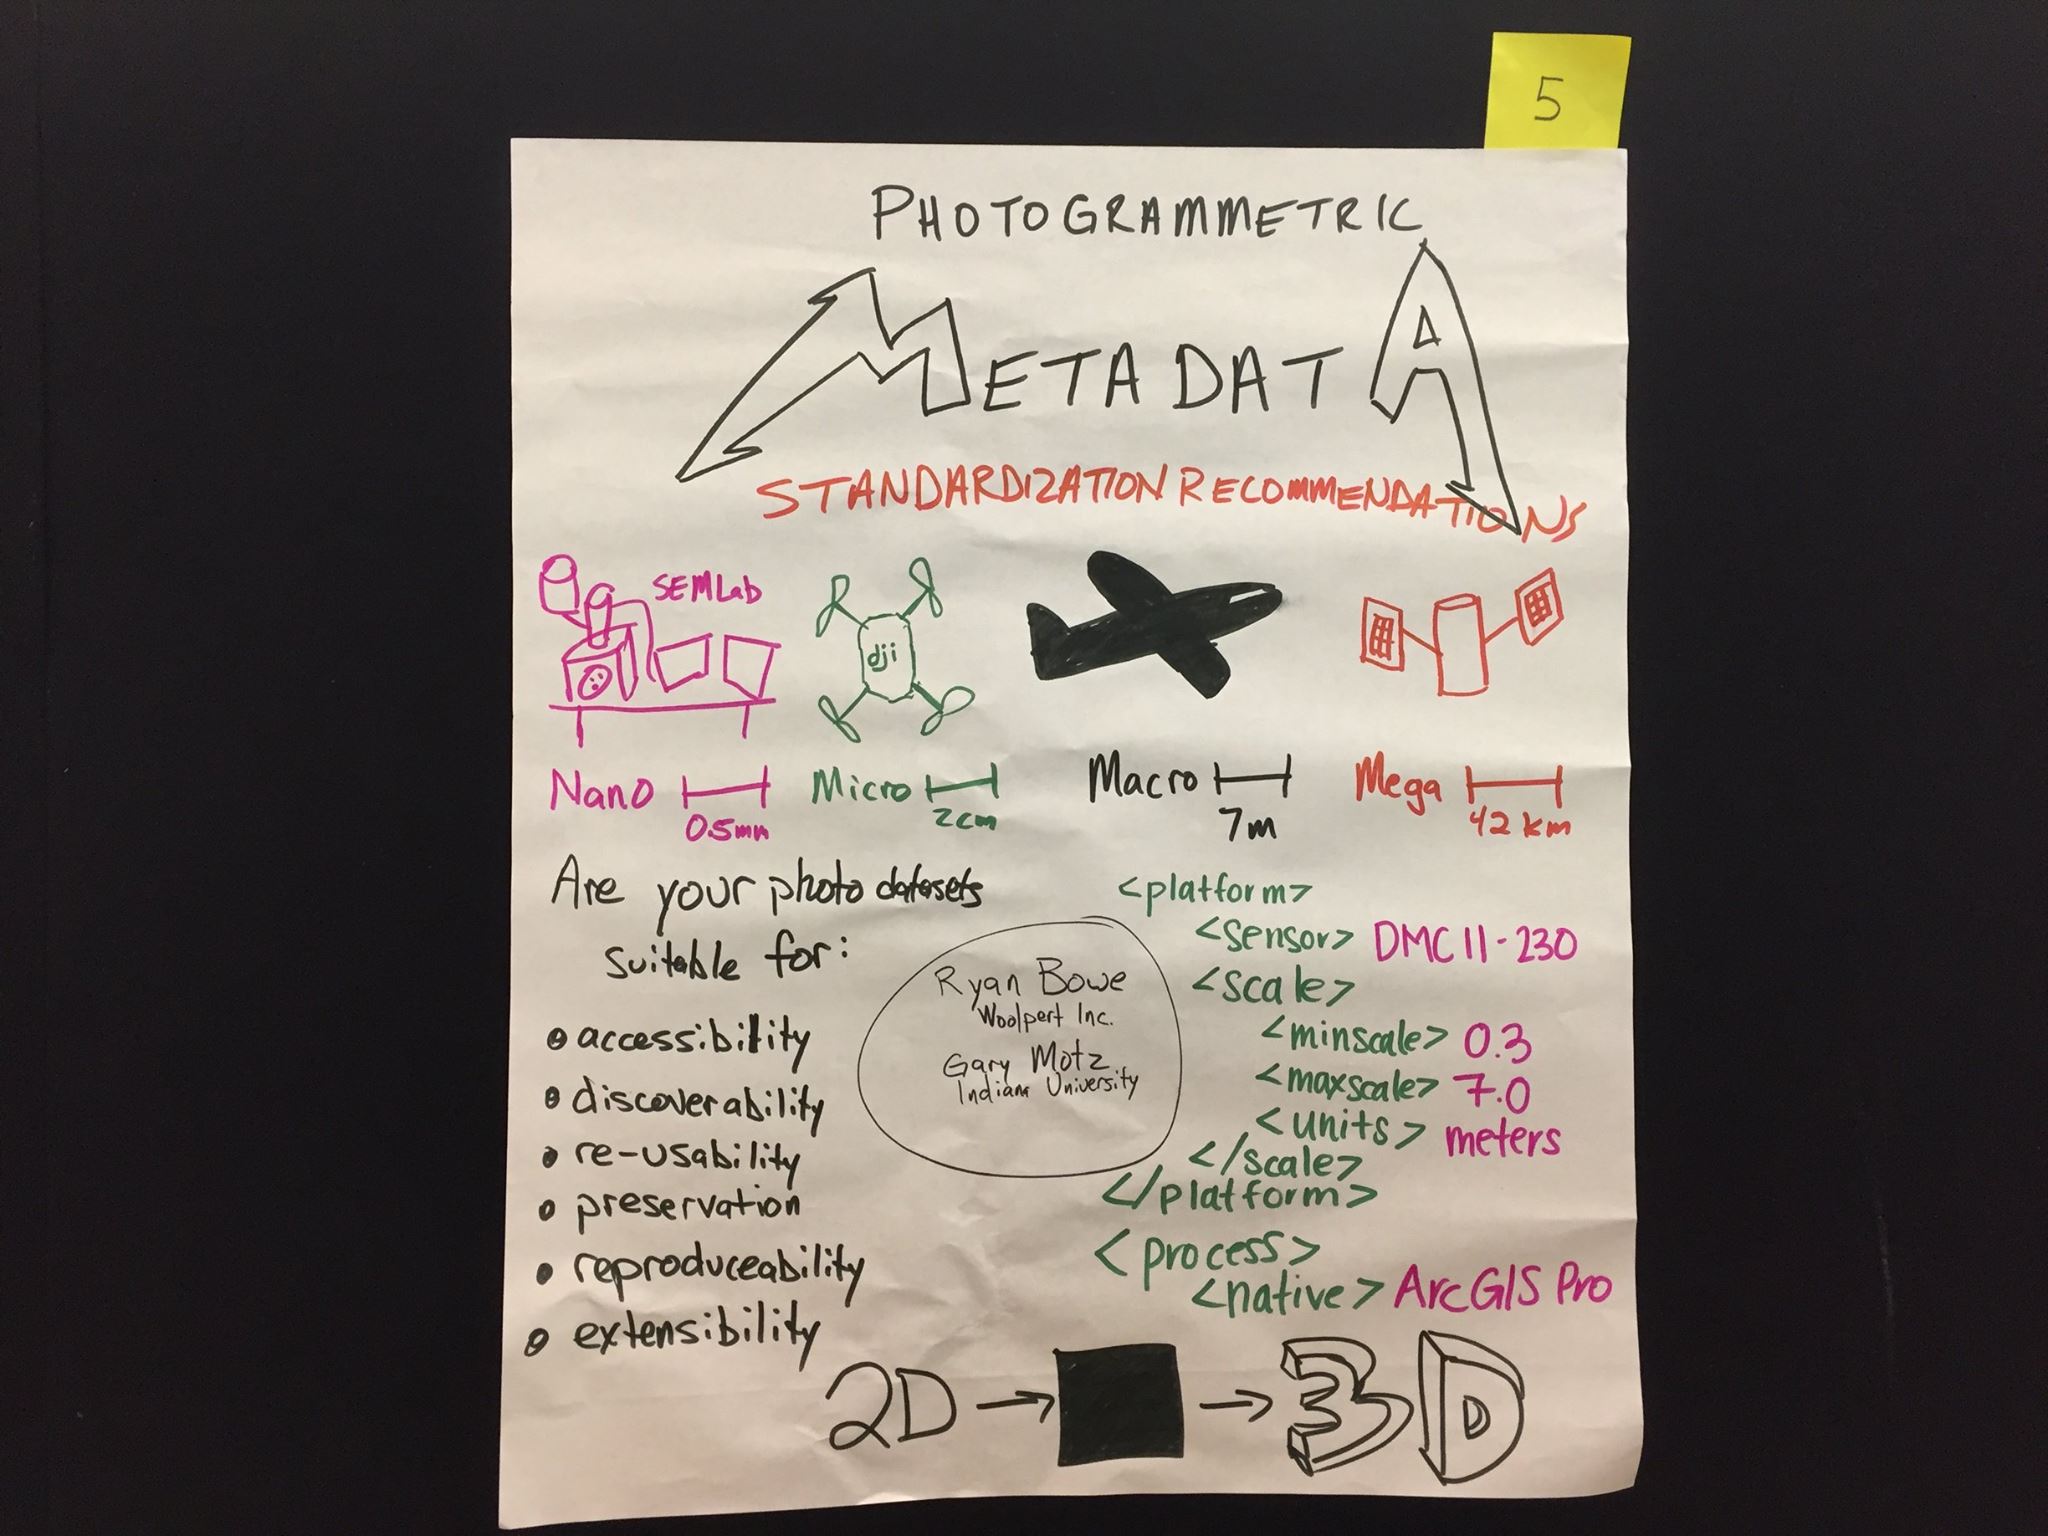 5
PHOTOGRAMMETRIC
METADATA
STANDARDIZATION RECOMMENDATIONS
SEMLab
dji
Nano
0.5mm
Micro
2cm
Macro
7m
Mega
42 km
Are your photo datasets
suitable for:
accessibility
discoverability
re-usability
preservation
reproduceability
extensibility
Ryan Bowe
Woolpert Inc.
Gary Motz
Indiana University
<platform>
<sensor> DMC II-230
<scale>
<minscale> 0.3
<maxscale> 7.0
<units> meters
</scale>
</platform>
<process>
<native> ArcGIS Pro
2D → → 3D